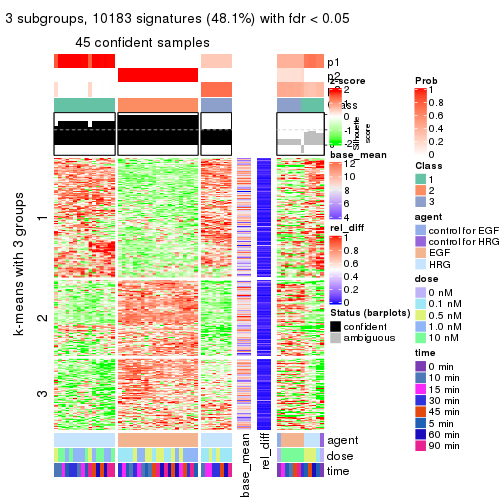 3 subgroups, 10183 signatures (48.1%) with fdr < 0.05
45 confident samples
p1
p2
Class
Silhouette
score
k-means with 3 groups
1
2
3
agent
dose
time
base_mean
rel_diff
z-score
2
1
0
base_mean
12
10
8
6
4
rel_diff
1
0.8
0.6
0.4
0.2
0
Status (barplots)
confident
ambiguous
Prob
1
0.8
0.6
0.4
0.2
0
Class
1
2
3
agent
control for EGF
control for HRG
EGF
HRG
dose
0 nM
0.1 nM
0.5 nM
1.0 nM
10 nM
time
0 min
10 min
15 min
30 min
45 min
5 min
60 min
90 min